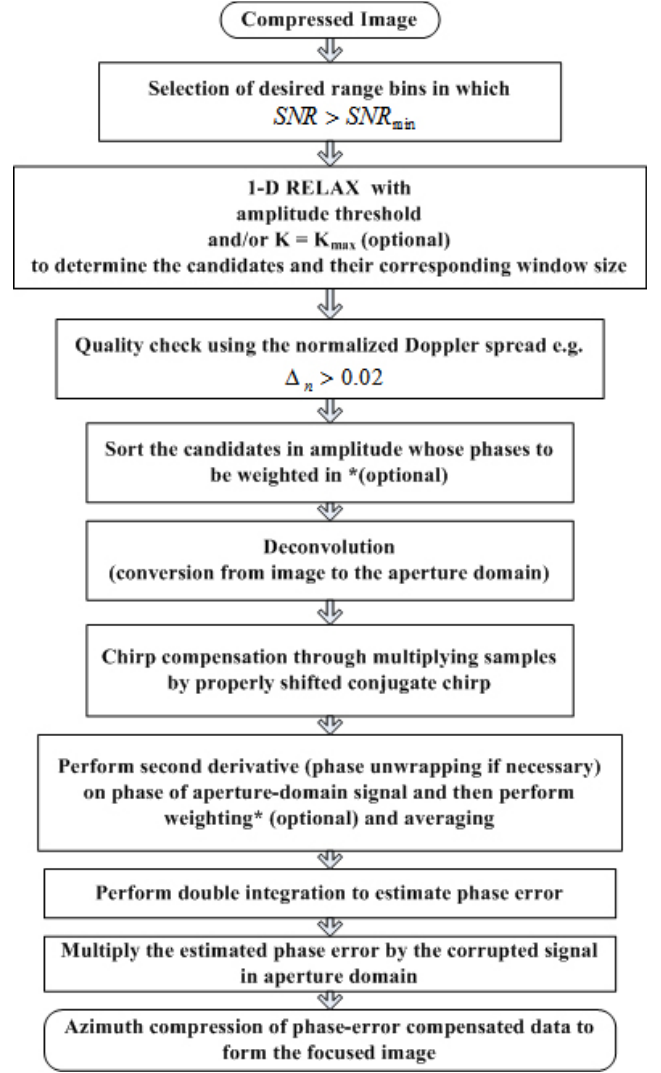 Compressed Image
Selection of desired range bins in which
SNR > SNRmin
1-D RELAX with
amplitude threshold
and/or K = Kmax (optional)
to determine the candidates and their corresponding window size
Quality check using the normalized Doppler spread e.g.
Δn > 0.02
Sort the candidates in amplitude whose phases to
be weighted in *(optional)
Deconvolution
(conversion from image to the aperture domain)
Chirp compensation through multiplying samples
by properly shifted conjugate chirp
Perform second derivative (phase unwrapping if necessary)
on phase of aperture-domain signal and then perform
weighting* (optional) and averaging
Perform double integration to estimate phase error
Multiply the estimated phase error by the corrupted signal
in aperture domain
Azimuth compression of phase-error compensated data to
form the focused image